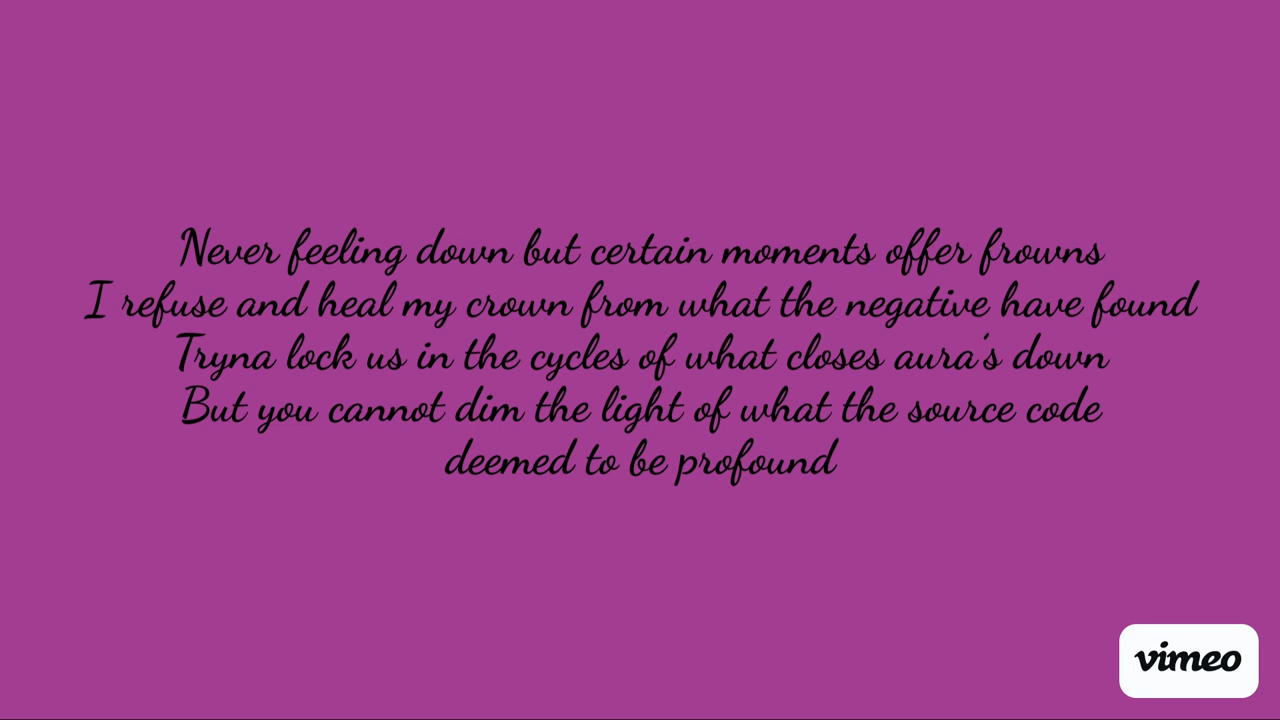 Never feeling down but certain moments offer frowns
I refuse and heal my crown from what the negative have found
Tryna lock us in the cycles of what closes aura's down
But you cannot dim the light of what the source code
deemed to be profound
vimeo